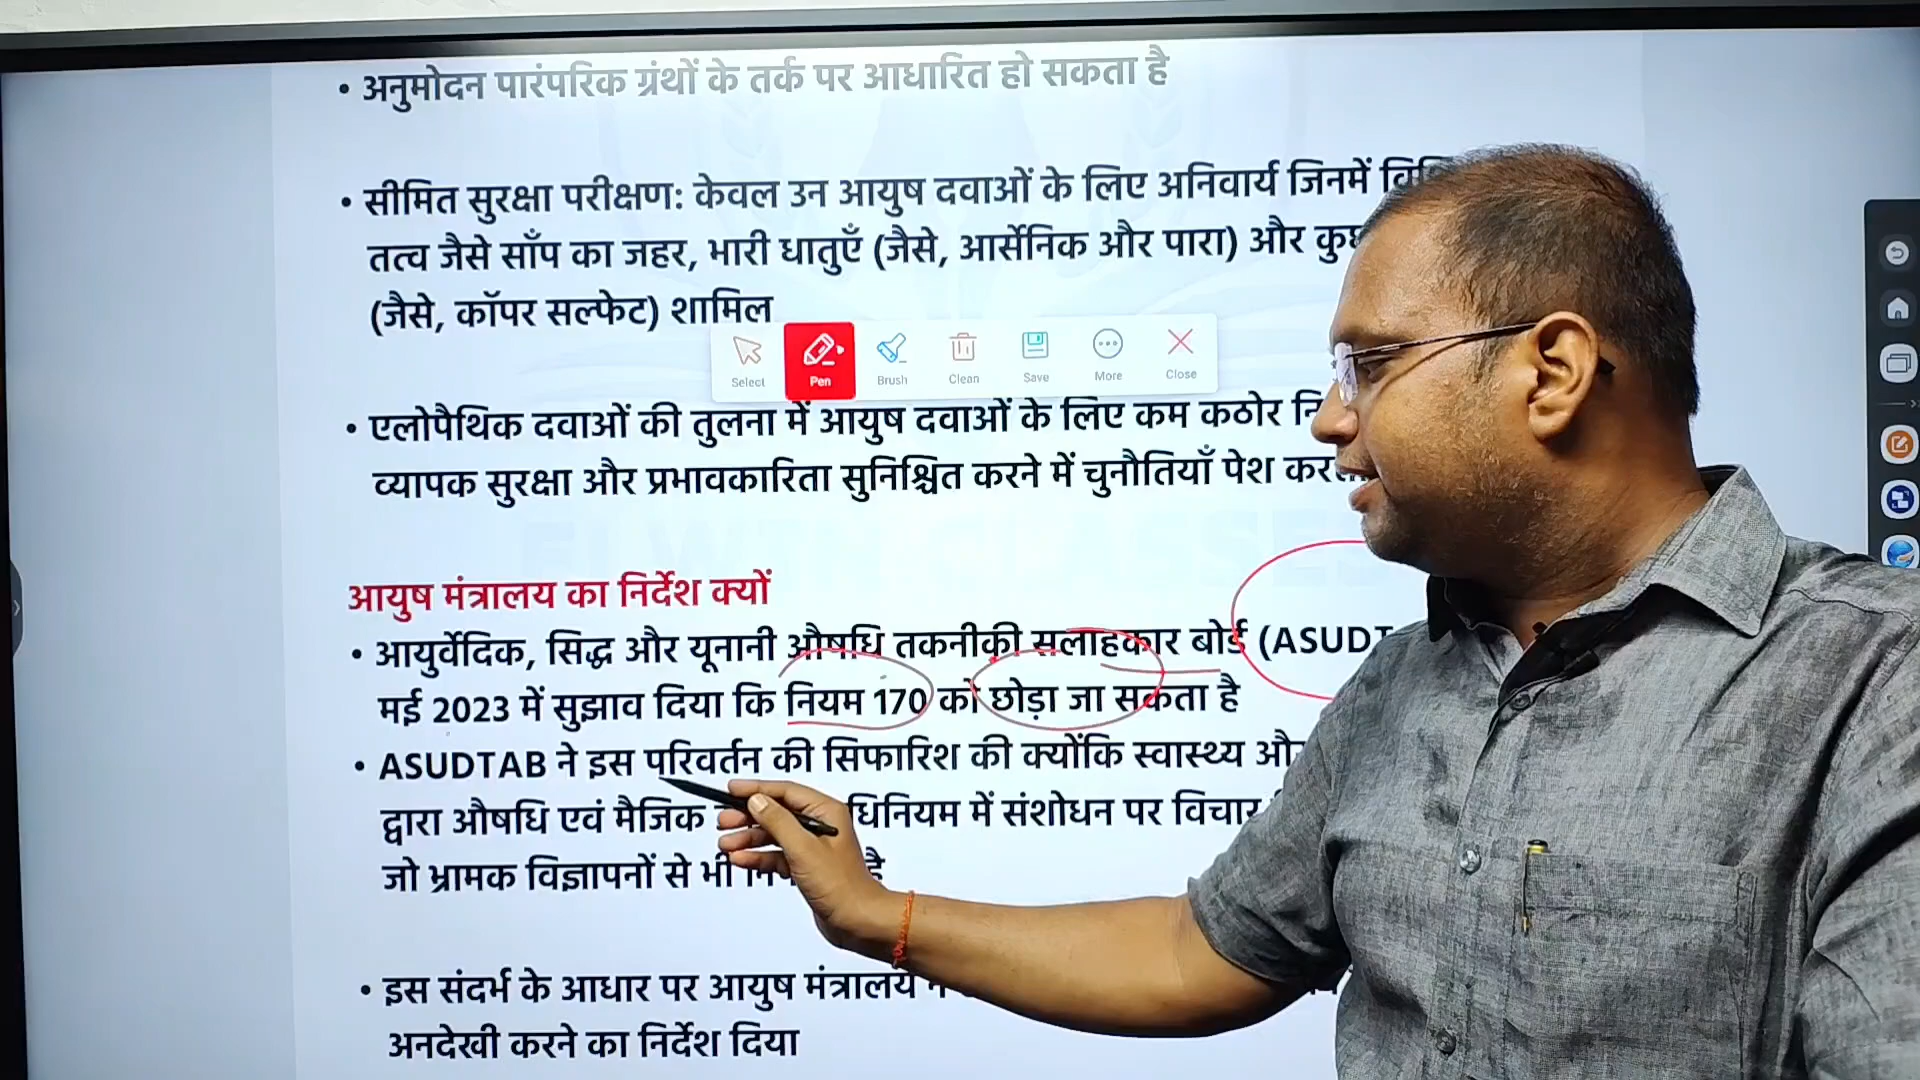 • अनुमोदन पारंपरिक ग्रंथों के तर्क पर आधारित हो सकता है
• सीमित सुरक्षा परीक्षण: केवल उन आयुष दवाओं के लिए अनिवार्य जिनमें
तत्व जैसे साँप का जहर, भारी धातुएँ (जैसे, आर्सेनिक और पारा) और
(जैसे, कॉपर सल्फेट) शामिल
Select Pen Brush Clean Save More Close
• एलोपैथिक दवाओं की तुलना में आयुष दवाओं के लिए कम कठोर
व्यापक सुरक्षा और प्रभावकारिता सुनिश्चित करने में चुनौतियाँ पेश
आयुष मंत्रालय का निर्देश क्यों
• आयुर्वेदिक, सिद्ध और यूनानी औषधि तकनीकी सलाहकार बोर्ड (ASUDT
मई 2023 में सुझाव दिया कि नियम 170 को छोड़ा जा सकता है
• ASUDTAB ने इस परिवर्तन की सिफारिश की क्योंकि स्वास्थ्य
द्वारा औषधि एवं मैजिक धिनियम में संशोधन पर विचार
जो भ्रामक विज्ञापनों से भी है
• इस संदर्भ के आधार पर आयुष मंत्रालय
अनदेखी करने का निर्देश दिया